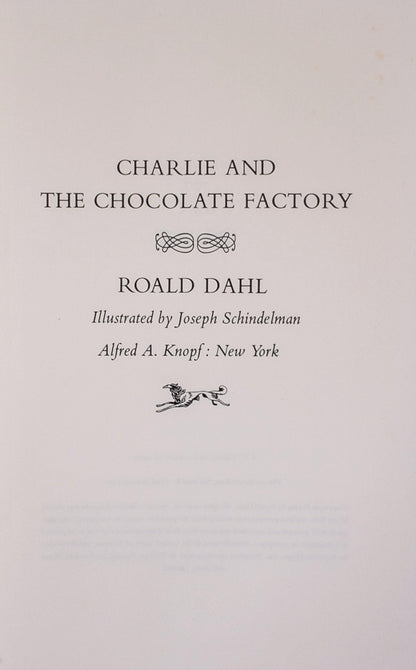 CHARLIE AND
THE CHOCOLATE FACTORY
ROALD DAHL
Illustrated by Joseph Schindelman
Alfred A. Knopf : New York